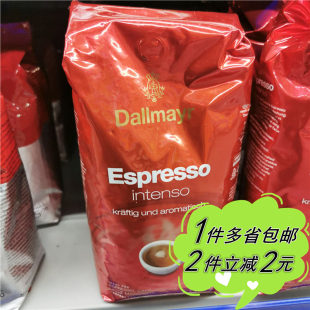 Dallmayr
Espresso
intenso
kräftig und aromatisch
1件多省包邮
2件立减2元